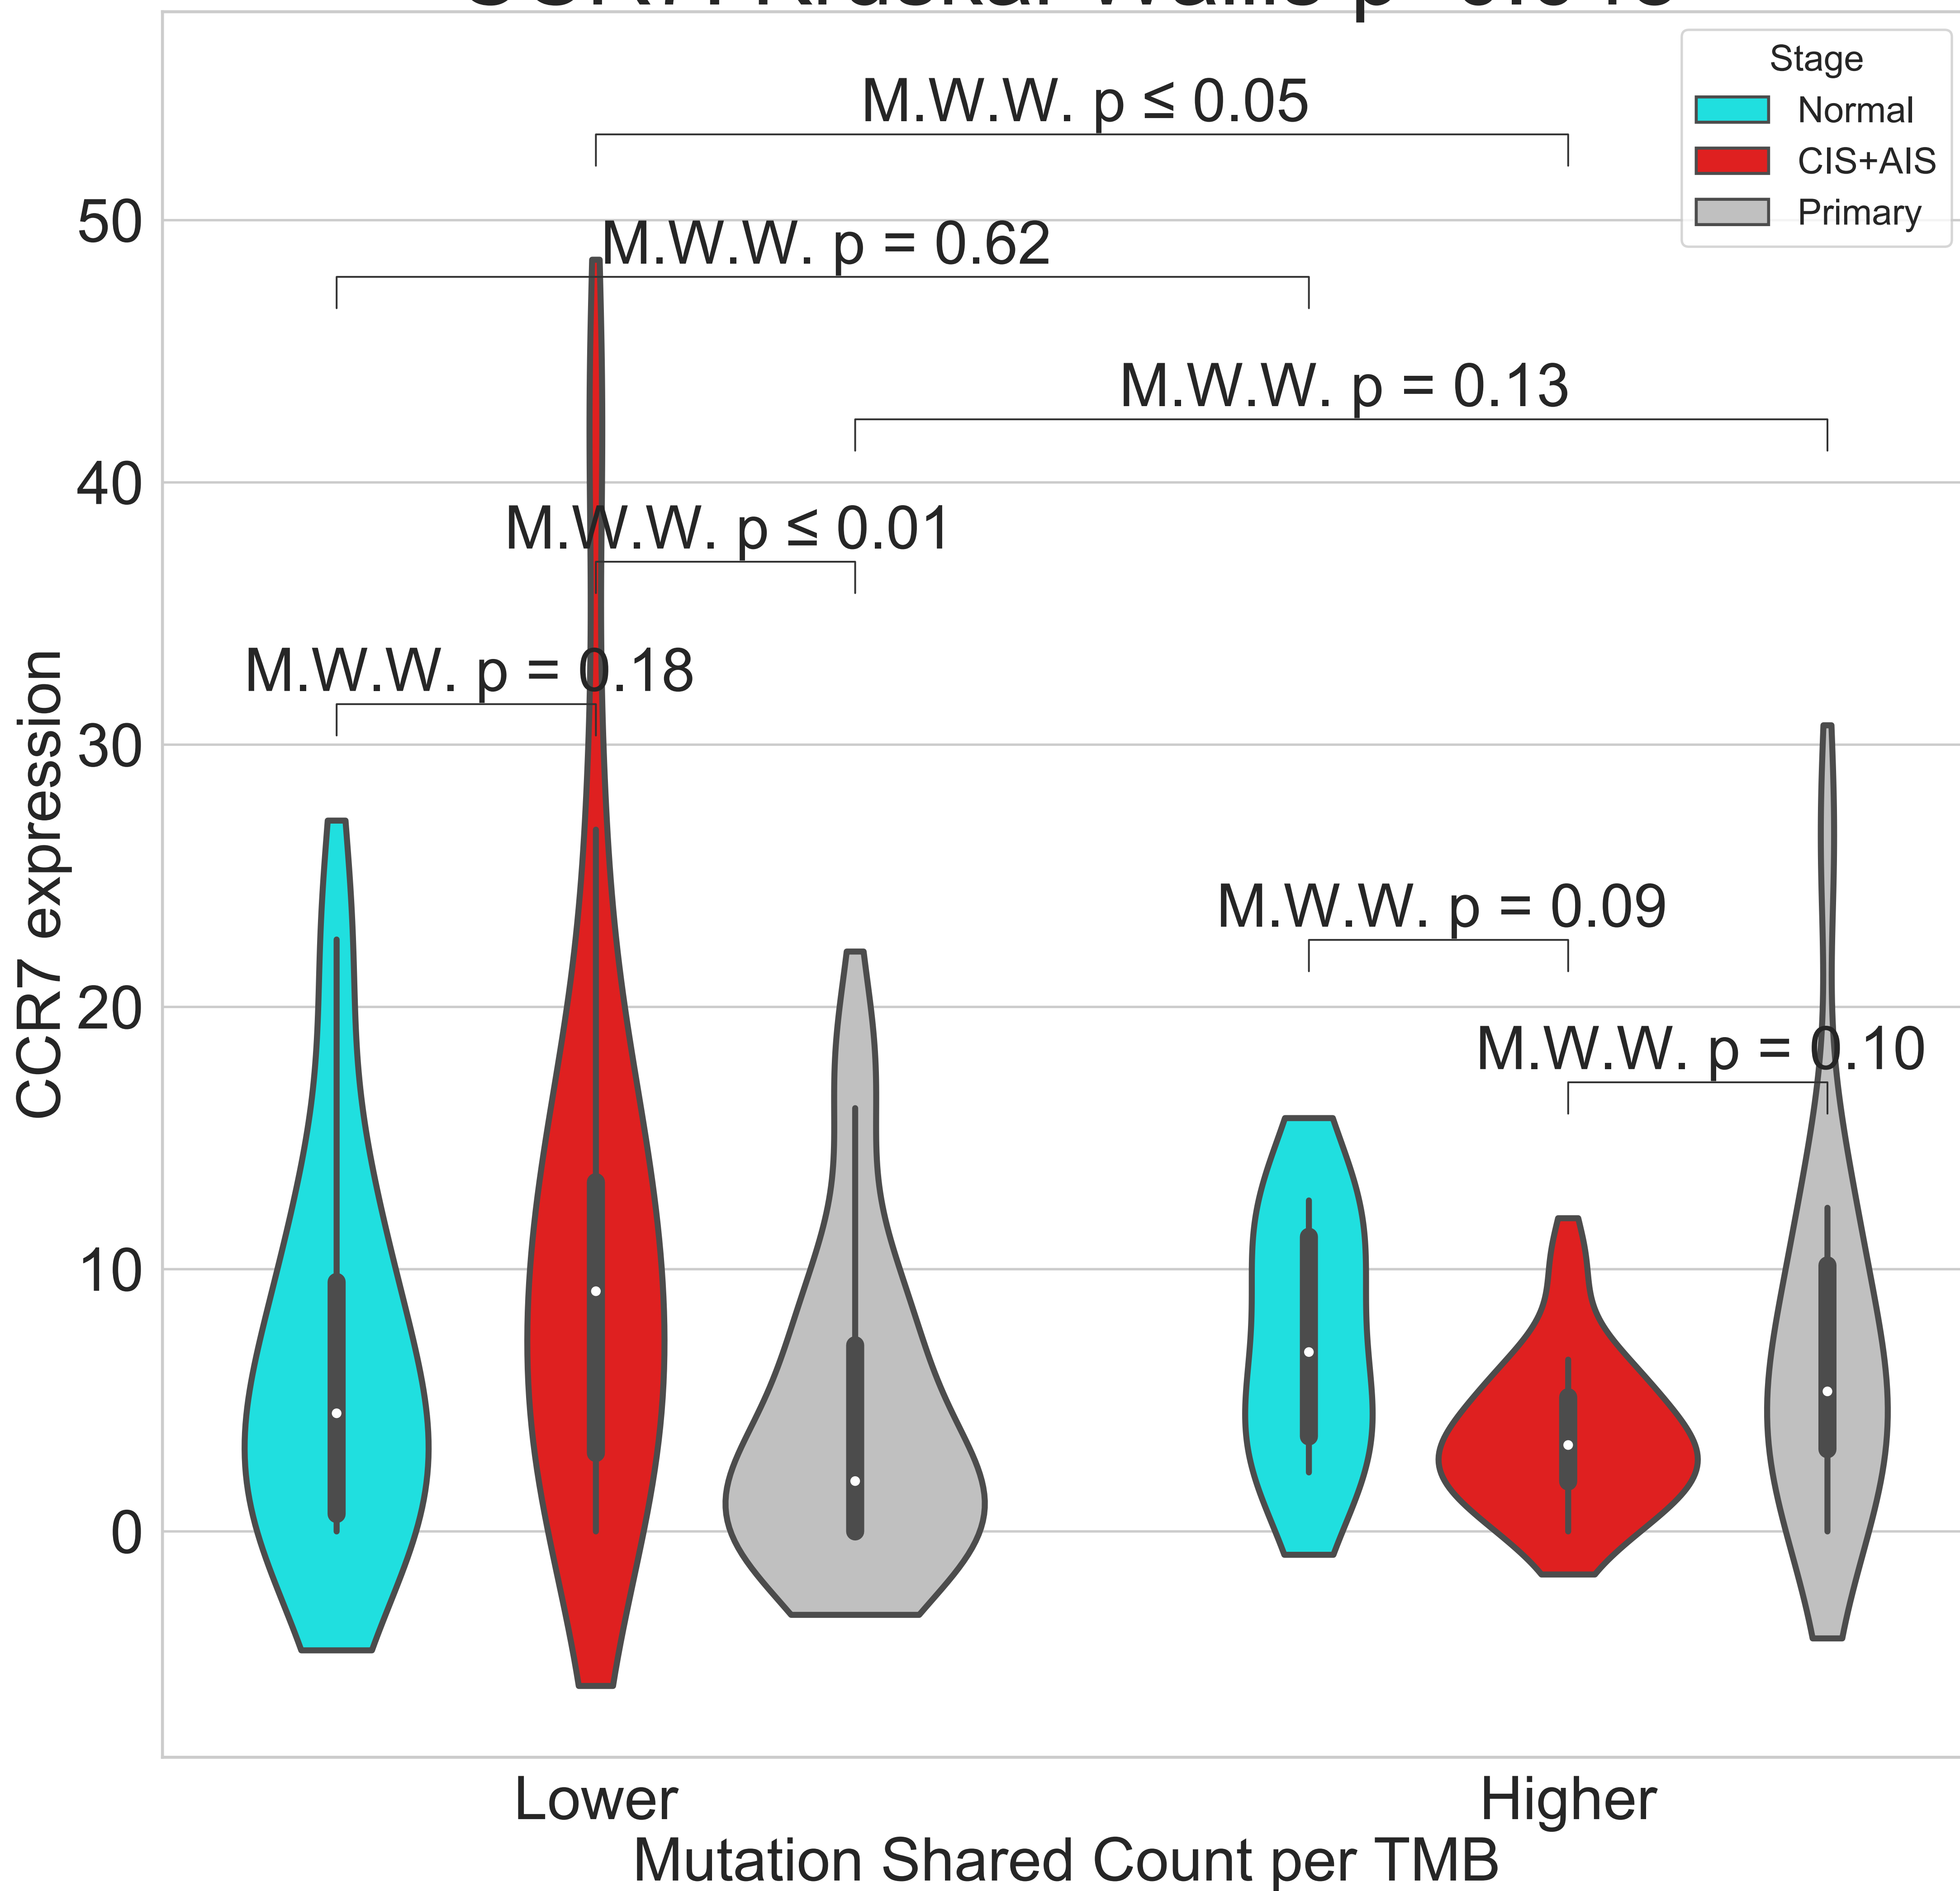 Stage
Normal
CIS+AIS
Primary
M.W.W. p ≤ 0.05
M.W.W. p = 0.62
M.W.W. p = 0.13
M.W.W. p ≤ 0.01
M.W.W. p = 0.18
M.W.W. p = 0.09
M.W.W. p = 0.10
CCR7 expression
50
40
30
20
10
0
Lower
Higher
Mutation Shared Count per TMB